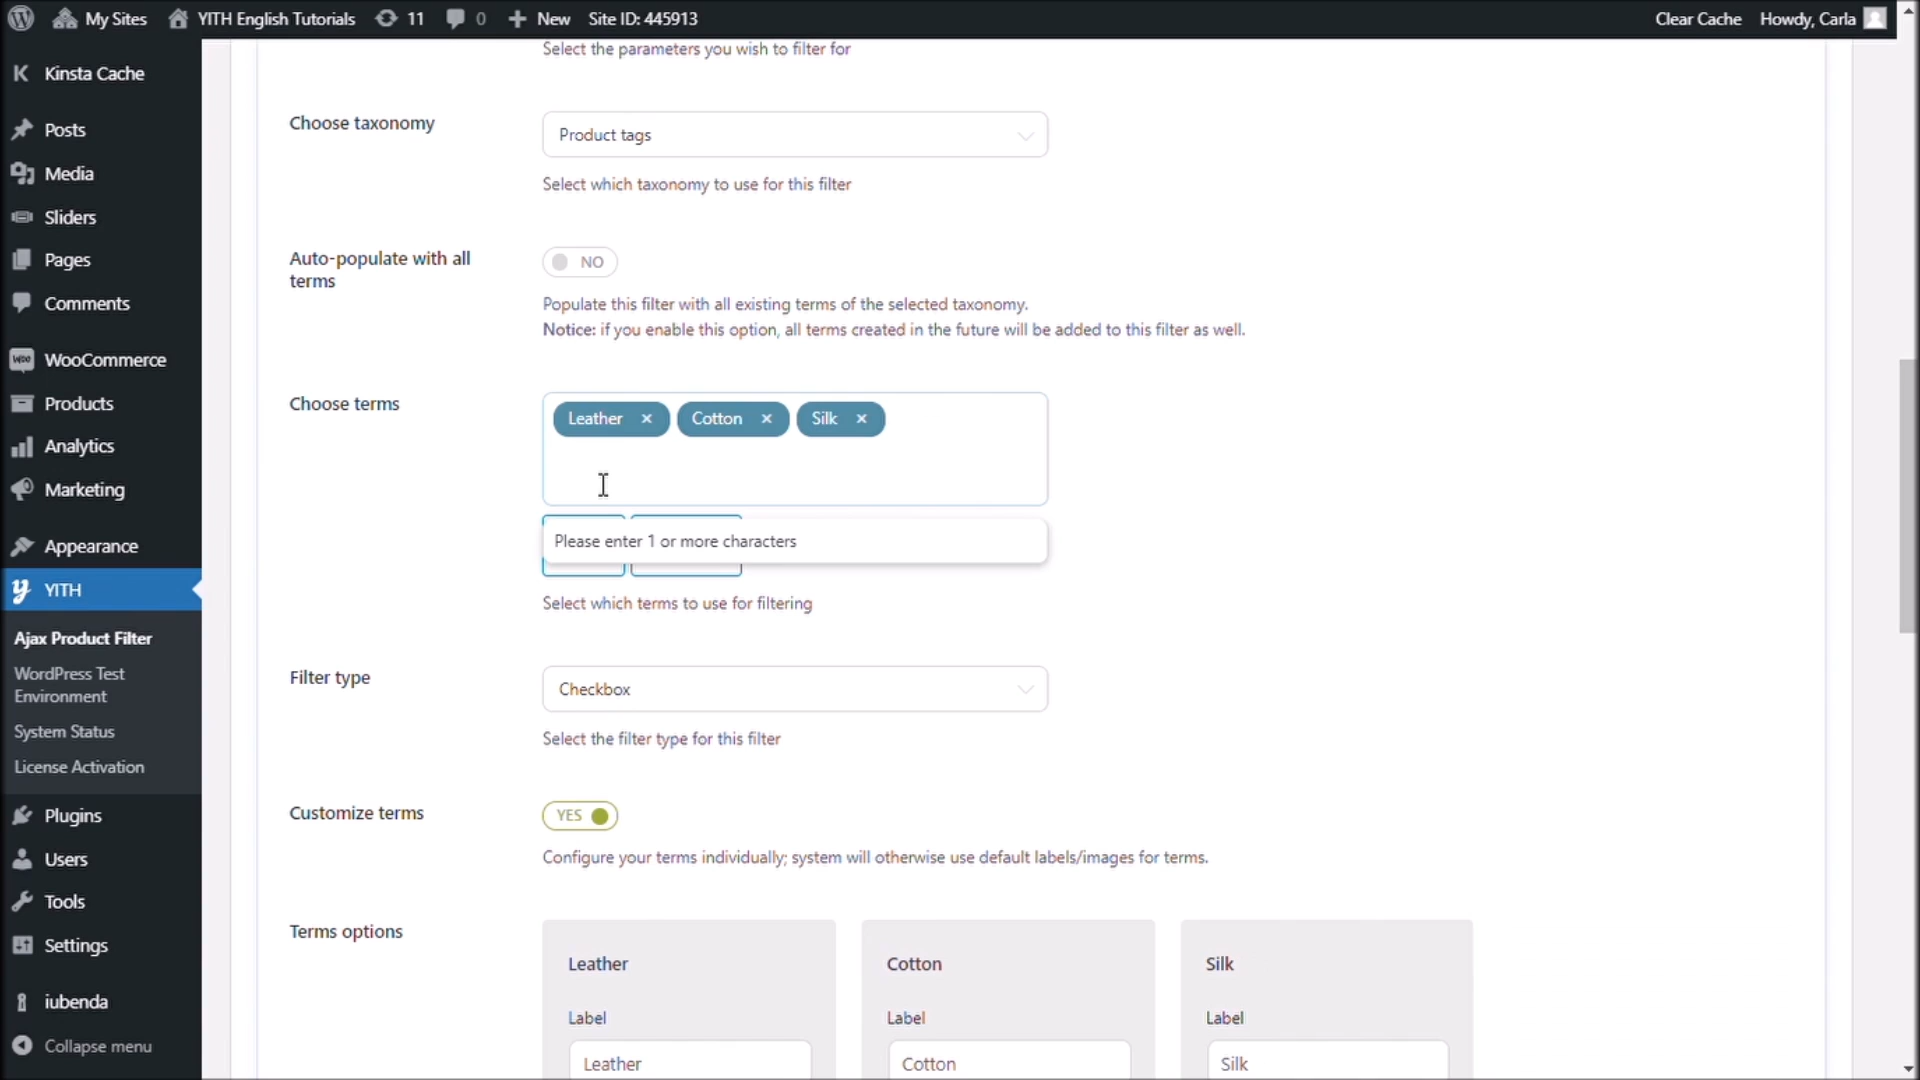 My Sites
YITH English Tutorials
11
0
New
Site ID: 445913
Clear Cache
Howdy, Carla
Kinsta Cache
Posts
Media
Sliders
Pages
Comments
WooCommerce
Products
Analytics
Marketing
Appearance
YITH
Ajax Product Filter
WordPress Test
Environment
System Status
License Activation
Plugins
Users
Tools
Settings
iubenda
Collapse menu
Select the parameters you wish to filter for
Choose taxonomy
Product tags
Select which taxonomy to use for this filter
Auto-populate with all
terms
NO
Populate this filter with all existing terms of the selected taxonomy.
Notice: if you enable this option, all terms created in the future will be added to this filter as well.
Choose terms
Leather × Cotton × Silk ×
Please enter 1 or more characters
Select which terms to use for filtering
Filter type
Checkbox
Select the filter type for this filter
Customize terms
YES
Configure your terms individually; system will otherwise use default labels/images for terms.
Terms options
Leather
Cotton
Silk
Label
Label
Label
Leather
Cotton
Silk